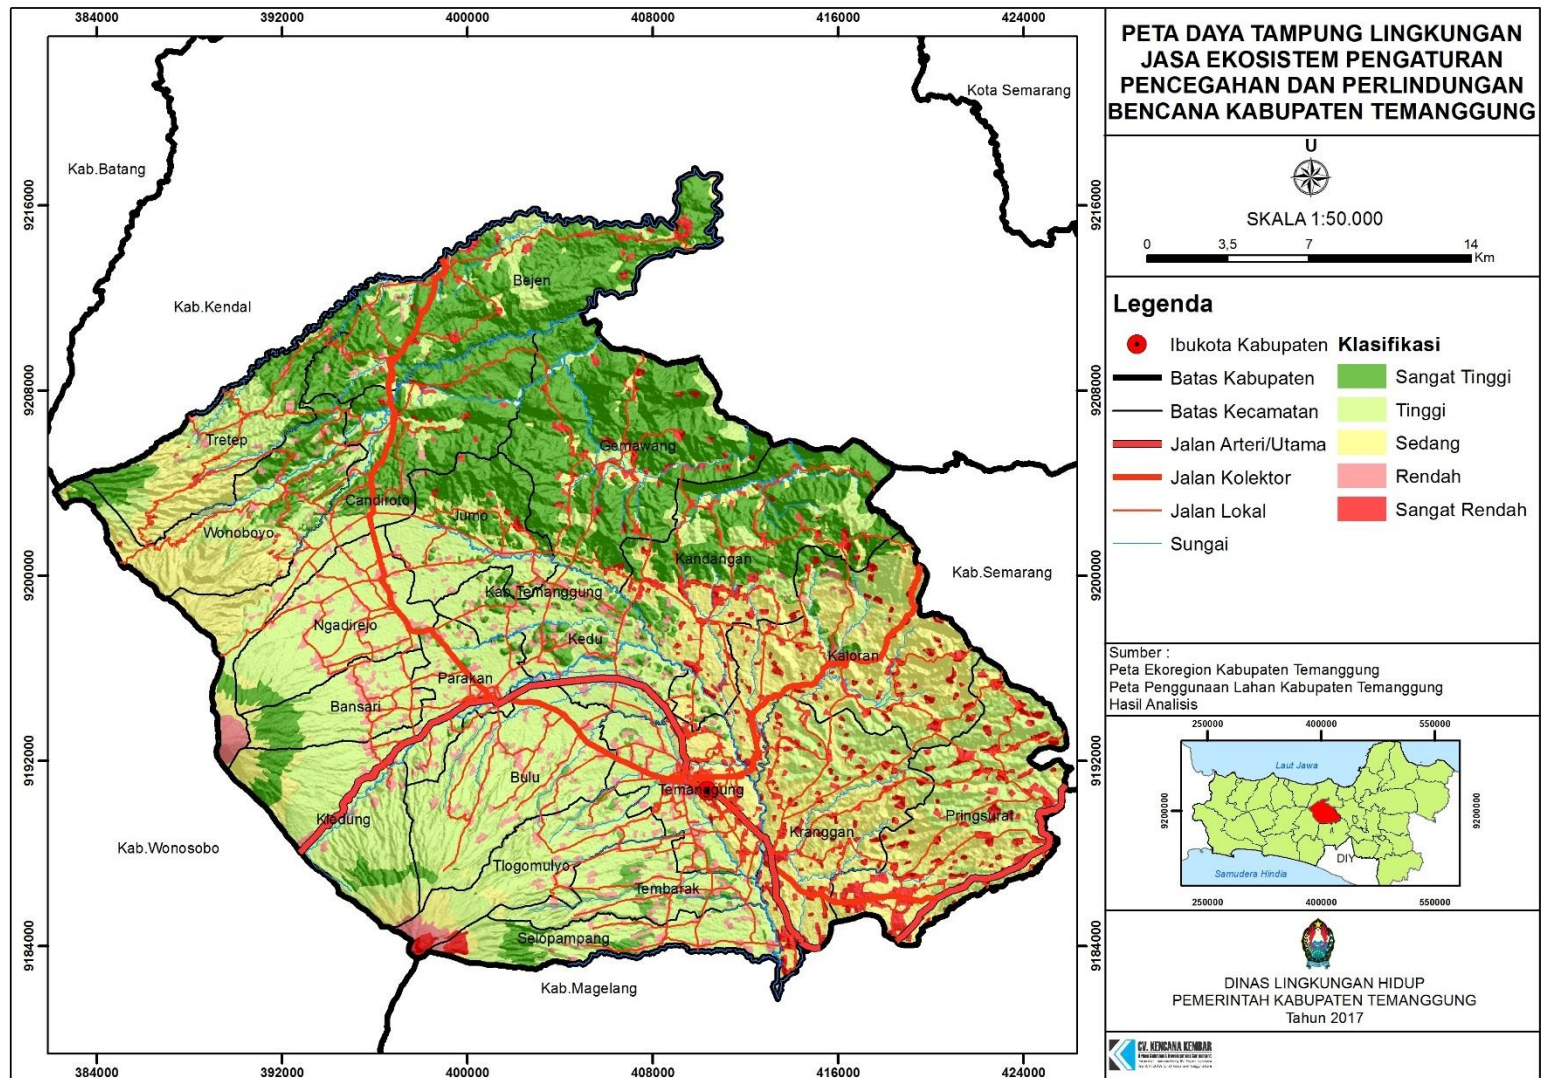 384000
392000
400000
408000
416000
424000
PETA DAYA TAMPUNG LINGKUNGAN
JASA EKOSISTEM PENGATURAN
PENCEGAHAN DAN PERLINDUNGAN
BENCANA KABUPATEN TEMANGGUNG
U
SKALA 1:50.000
0 3,5 7 14
Km
Legenda
Ibukota Kabupaten
Batas Kabupaten
Batas Kecamatan
Jalan Arteri/Utama
Jalan Kolektor
Jalan Lokal
Sungai
Klasifikasi
Sangat Tinggi
Tinggi
Sedang
Rendah
Sangat Rendah
Sumber :
Peta Ekoregion Kabupaten Temanggung
Peta Penggunaan Lahan Kabupaten Temanggung
Hasil Analisis
250000
400000
550000
Laut Jawa
9200000
9200000
DIY
Samudera Hindia
250000
400000
550000
DINAS LINGKUNGAN HIDUP
PEMERINTAH KABUPATEN TEMANGGUNG
Tahun 2017
CV. KENCANA KEMBAR
Kota Semarang
Kab.Batang
Kab.Kendal
Bejen
Tretep
Gemawang
Candiroto
Jumo
Wonoboyo
Kandangan
Kab.Semarang
Kab.Temanggung
Ngadirejo
Kedu
Kaloran
Parakan
Bansari
Bulu
Temanggung
Kledung
Kranggan
Pringsurat
Kab.Wonosobo
Tlogomulyo
Tembarak
Selopampang
Kab.Magelang
9216000
9208000
9200000
9192000
9184000
9216000
9208000
9200000
9192000
9184000
384000
392000
400000
408000
416000
424000